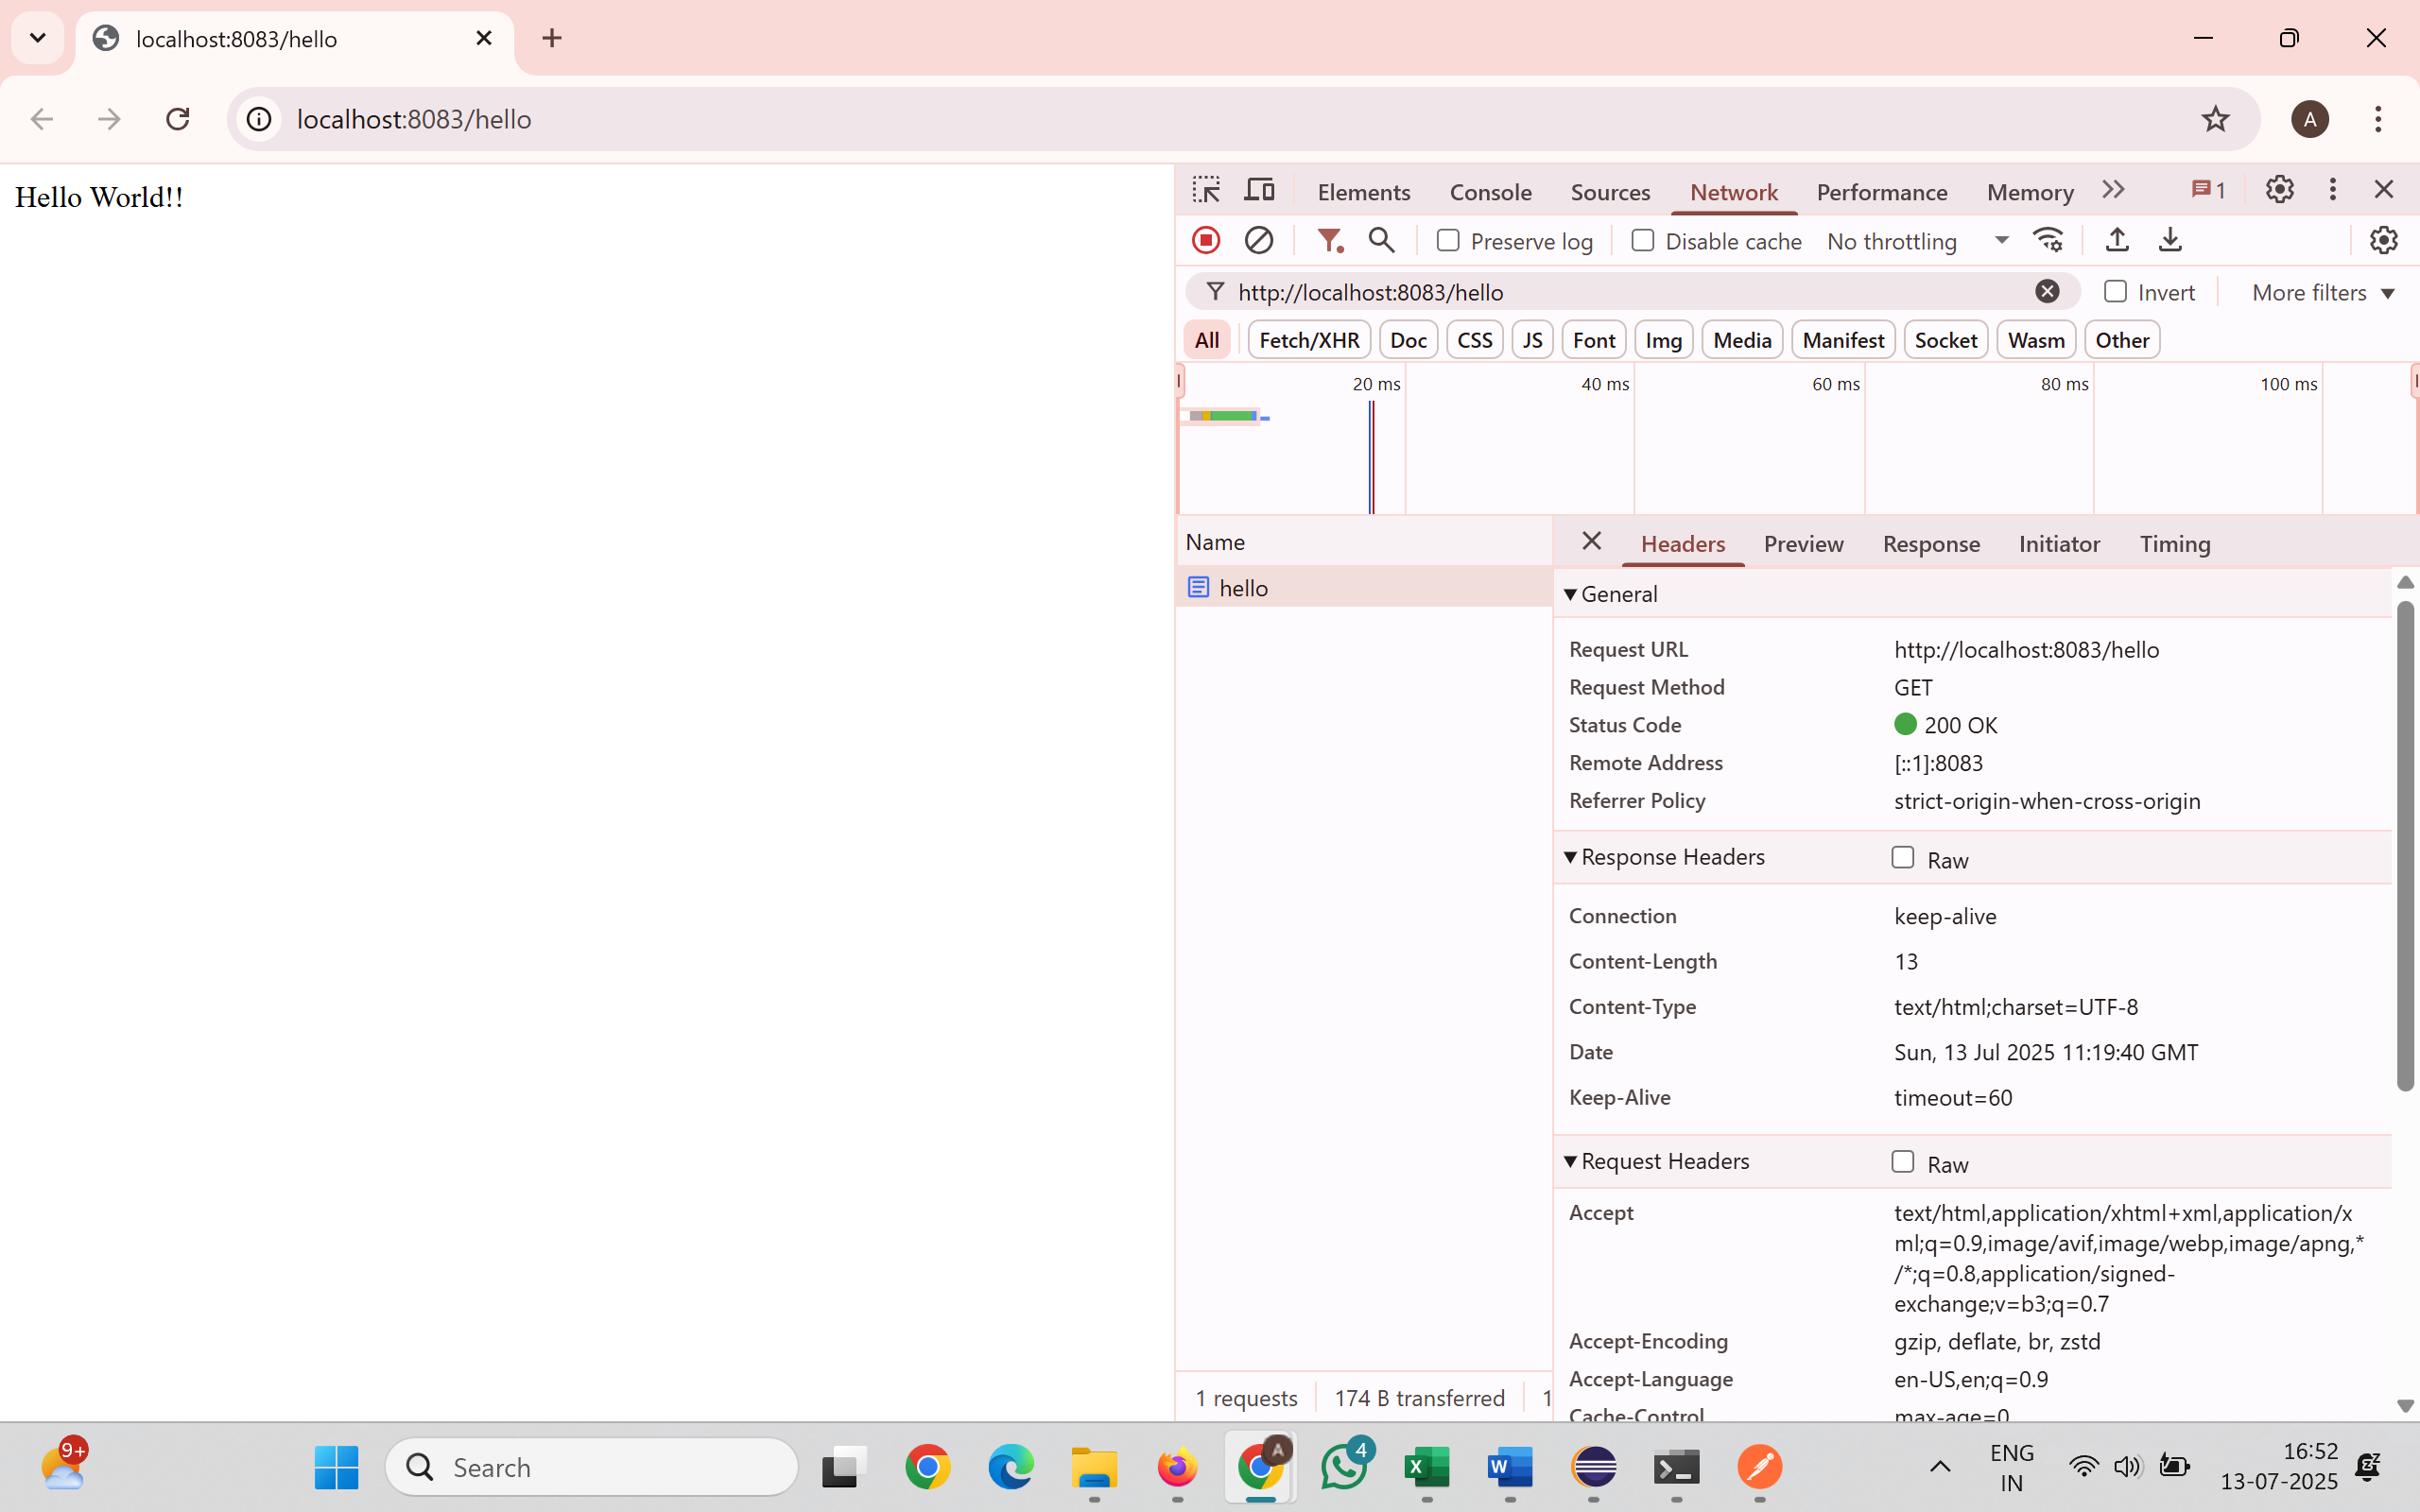 localhost:8083/hello
localhost:8083/hello
A
Hello World!!
Elements Console Sources Network Performance Memory 1
Preserve log Disable cache No throttling
http://localhost:8083/hello Invert More filters
All Fetch/XHR Doc CSS JS Font Img Media Manifest Socket Wasm Other
20 ms 40 ms 60 ms 80 ms 100 ms
Name
hello
Headers Preview Response Initiator Timing
General
Request URL http://localhost:8083/hello
Request Method GET
Status Code 200 OK
Remote Address [::1]:8083
Referrer Policy strict-origin-when-cross-origin
Response Headers Raw
Connection keep-alive
Content-Length 13
Content-Type text/html;charset=UTF-8
Date Sun, 13 Jul 2025 11:19:40 GMT
Keep-Alive timeout=60
Request Headers Raw
Accept text/html,application/xhtml+xml,application/x
ml;q=0.9,image/avif,image/webp,image/apng,*
/*;q=0.8,application/signed-
exchange;v=b3;q=0.7
Accept-Encoding gzip, deflate, br, zstd
Accept-Language en-US,en;q=0.9
Cache-Control max-age=0
1 requests 174 B transferred 1
9+
Search
A
4
X
W
ENG
IN
16:52
13-07-2025